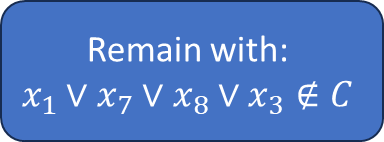 Remain with:
x₁ ∨ x₇ ∨ x₈ ∨ x₃ ∉ C